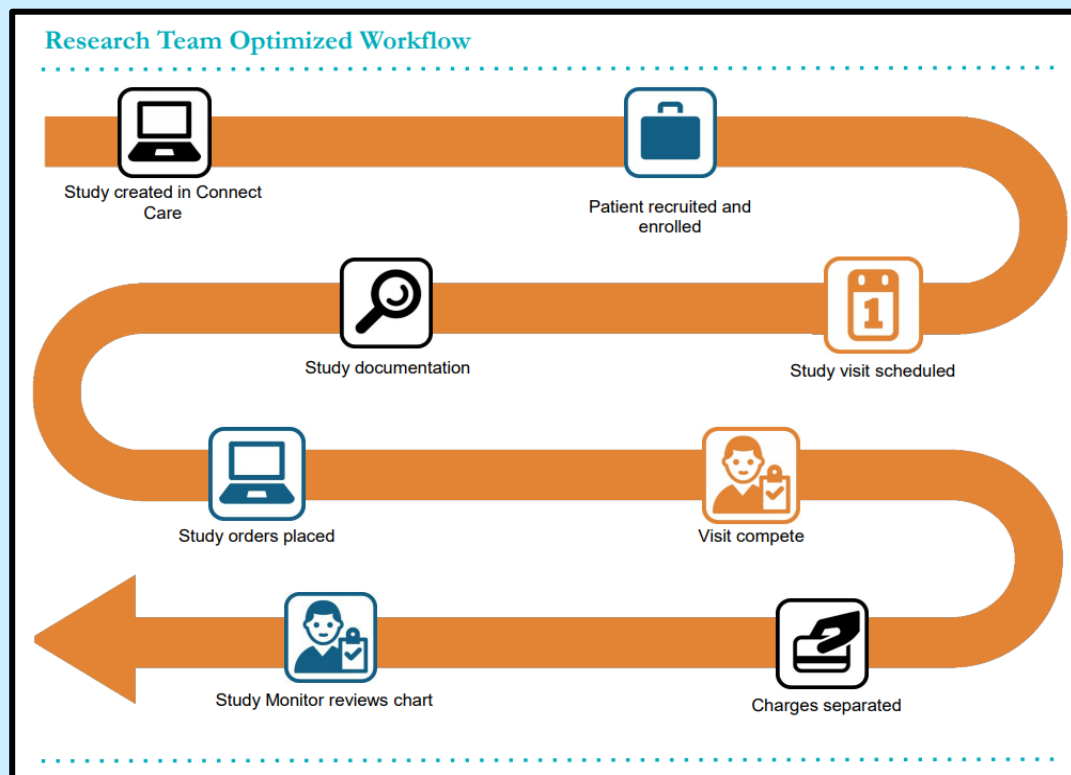 Research Team Optimized Workflow
Study created in Connect
Care
Patient recruited and
enrolled
1
Study visit scheduled
Study documentation
Study orders placed
Visit compete
Charges separated
Study Monitor reviews chart